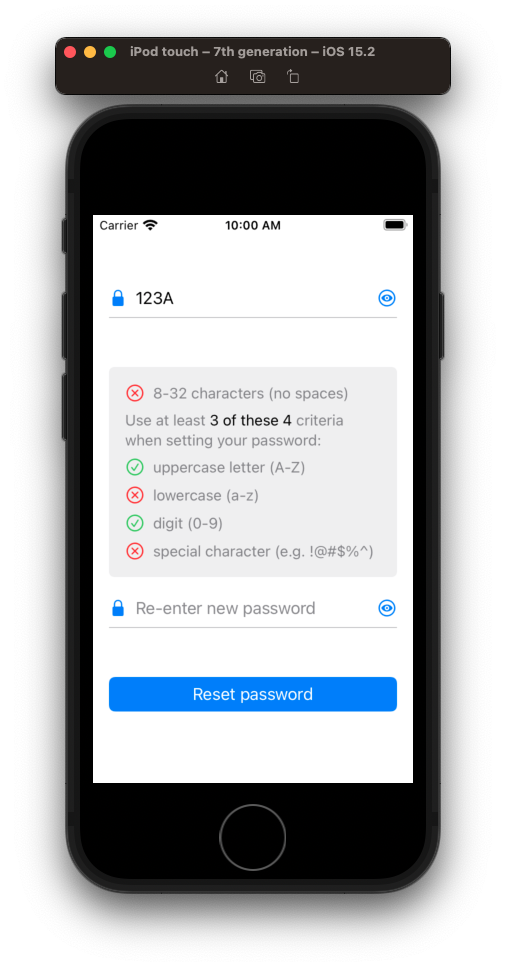 iPod touch – 7th generation – iOS 15.2
Carrier
10:00 AM
123A
8-32 characters (no spaces)
Use at least 3 of these 4 criteria
when setting your password:
uppercase letter (A-Z)
lowercase (a-z)
digit (0-9)
special character (e.g. !@#$%^)
Re-enter new password
Reset password